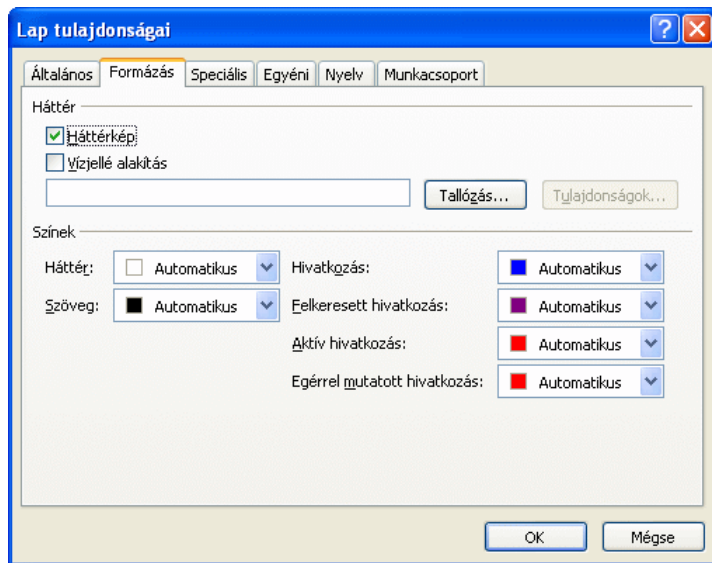 Lap tulajdonságai
Általános Formázás Speciális Egyéni Nyelv Munkacsoport
Háttér
Háttérkép
Vízjellé alakítás
Tallózás... Tulajdonságok...
Színek
Háttér: Automatikus Hivatkozás: Automatikus
Szöveg: Automatikus Felkeresett hivatkozás: Automatikus
Aktív hivatkozás: Automatikus
Egérrel mutatott hivatkozás: Automatikus
OK Mégse